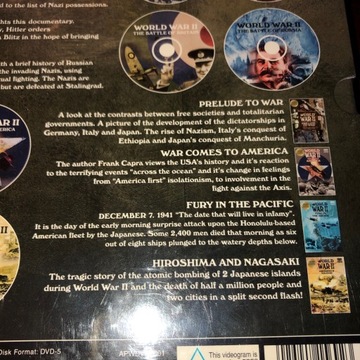 d to the list of Nazi possessions.
ghts this documentary.
, Hitler orders
Blitz in the hope of bringing
with a brief history of Russian
the invading Nazis, using
ual fighting. The Nazis are
but are defeated at Stalingrad.
WORLD WAR II
THE BATTLE OF BRITAIN
WORLD WAR II
THE BATTLE OF RUSSIA
PRELUDE TO WAR
A look at the contrasts between free societies and totalitarian
governments. A picture of the development of the dictatorships in
Germany, Italy and Japan. The rise of Nazism, Italy's conquest of
Ethiopia and Japan's conquest of Manchuria.
WAR COMES TO AMERICA
The author Frank Capra views the USA's history and it's reaction
to the terrifying events "across the ocean" and it's change in feelings
from "America first" isolationism, to involvement in the
fight against the Axis.
FURY IN THE PACIFIC
DECEMBER 7. 1941 "The date that will live in infamy".
It is the day of the early morning surprise attack upon the Honolulu-based
American fleet by the Japanese. Some 2,400 men died that morning as six
out of eight ships plunged to the watery depths below.
HIROSHIMA AND NAGASAKI
The tragic story of the atomic bombing of 2 Japanese islands
during World War II and the death of half a million people and
two cities in a split second flash!
Disk Format: DVD-5
This videogram is